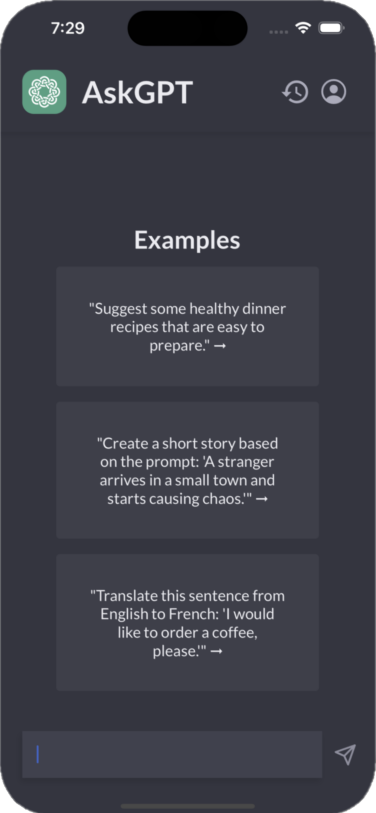 7:29
AskGPT
Examples
"Suggest some healthy dinner
recipes that are easy to
prepare." →
"Create a short story based
on the prompt: 'A stranger
arrives in a small town and
starts causing chaos.'" →
"Translate this sentence from
English to French: 'I would
like to order a coffee,
please.'" →